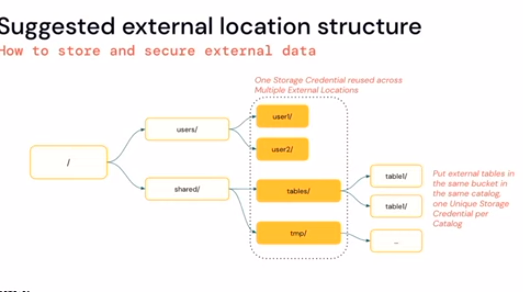 Suggested external location structure
How to store and secure external data
One Storage Credential reused across
Multiple External Locations
/
users/
user1/
user2/
shared/
tables/
tmp/
table1/
table1/
...
Put external tables in
the same bucket in
the same catalog,
one Unique Storage
Credential per
Catalog